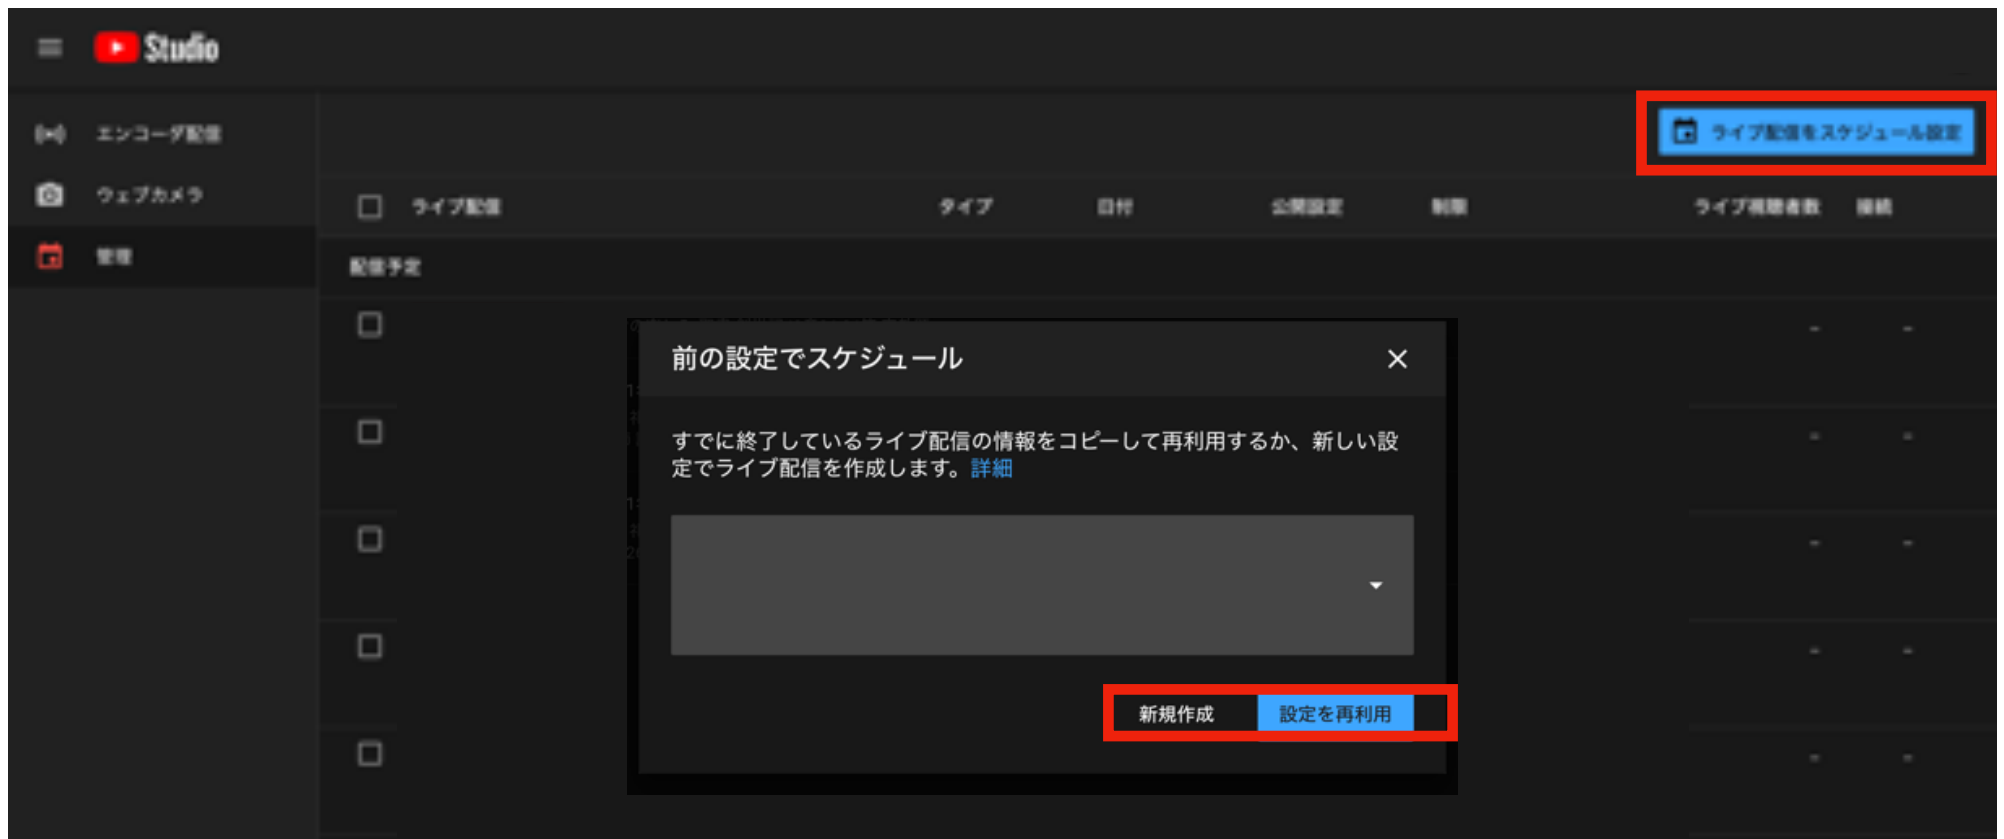 Studio
エンコーダ配信
ウェブカメラ
管理
ライブ配信をスケジュール設定
ライブ配信 タイプ 日付 公開設定 制限 ライブ視聴者数 接続
配信予定
前の設定でスケジュール
すでに終了しているライブ配信の情報をコピーして再利用するか、新しい設
定でライブ配信を作成します。詳細
新規作成 設定を再利用